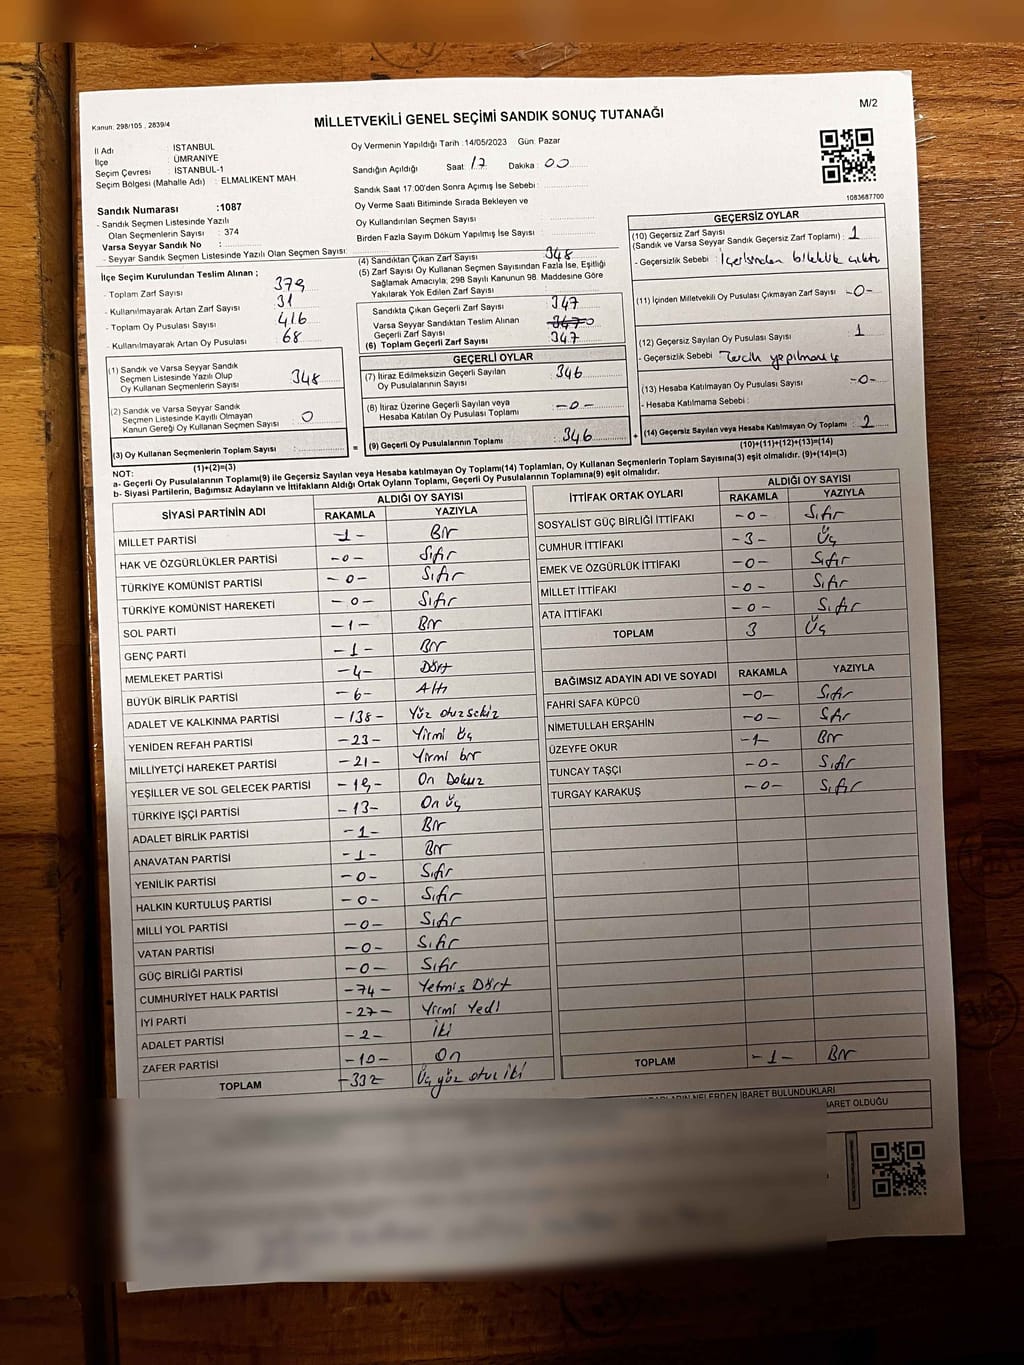 M/2
Kanun: 298/105 , 2839/4
MİLLETVEKİLİ GENEL SEÇİMİ SANDIK SONUÇ TUTANAĞI
İl Adı : İSTANBUL
İlçe : ÜMRANİYE
Seçim Çevresi : İSTANBUL-1
Seçim Bölgesi (Mahalle Adı) : ELMALIKENT MAH.
Sandık Numarası :1087
- Sandık Seçmen Listesinde Yazılı
Olan Seçmenlerin Sayısı : 374
Varsa Seyyar Sandık No :
- Seyyar Sandık Seçmen Listesinde Yazılı Olan Seçmen Sayısı:
Oy Vermenin Yapıldığı Tarih :14/05/2023 Gün: Pazar
Sandığın Açıldığı Saat 17 Dakika : 00
Sandık Saat 17:00'den Sonra Açımış İse Sebebi :
Oy Verme Saati Bitiminde Sırada Bekleyen ve
Oy Kullandırılan Seçmen Sayısı :
Birden Fazla Sayım Döküm Yapılmış İse Sayısı :
1083687700
İlçe Seçim Kurulundan Teslim Alınan ;
- Toplam Zarf Sayısı : 379
- Kullanılmayarak Artan Zarf Sayısı : 31
- Toplam Oy Pusulası Sayısı : 416
- Kullanılmayarak Artan Oy Pusulası : 68
(1) Sandık ve Varsa Seyyar Sandık
Seçmen Listesinde Yazılı Olup
Oy Kullanan Seçmenlerin Sayısı : 348
(2) Sandık ve Varsa Seyyar Sandık
Seçmen Listesinde Kayıtlı Olmayan
Kanun Gereği Oy Kullanan Seçmen Sayısı : 0
(3) Oy Kullanan Seçmenlerin Toplam Sayısı :
(1)+(2)=(3)
(4) Sandıktan Çıkan Zarf Sayısı : 348
(5) Zarf Sayısı Oy Kullanan Seçmen Sayısından Fazla İse, Eşitliği
Sağlamak Amacıyla; 298 Sayılı Kanunun 98. Maddesine Göre
Yakılarak Yok Edilen Zarf Sayısı :
Sandıkta Çıkan Geçerli Zarf Sayısı : 347
Varsa Seyyar Sandıktan Teslim Alınan
Geçerli Zarf Sayısı : 347 0
(6) Toplam Geçerli Zarf Sayısı : 347
GEÇERLİ OYLAR
(7) İtiraz Edilmeksizin Geçerli Sayılan
Oy Pusulalarının Sayısı : 346
(8) İtiraz Üzerine Geçerli Sayılan veya
Hesaba Katılan Oy Pusulası Toplamı : -0-
= (9) Geçerli Oy Pusulalarının Toplamı : 346 +
GEÇERSİZ OYLAR
(10) Geçersiz Zarf Sayısı
(Sandık ve Varsa Seyyar Sandık Geçersiz Zarf Toplamı) : 1
- Geçersizlik Sebebi : İçerisinden bileklik çıktı
(11) İçinden Milletvekili Oy Pusulası Çıkmayan Zarf Sayısı -0-
(12) Geçersiz Sayılan Oy Pusulası Sayısı : 1
- Geçersizlik Sebebi : Tercih yapılmamış
(13) Hesaba Katılmayan Oy Pusulası Sayısı : -0-
- Hesaba Katılmama Sebebi :
(14) Geçersiz Sayılan veya Hesaba Katılmayan Oy Toplamı : 2
(10)+(11)+(12)+(13)=(14)
NOT:
a- Geçerli Oy Pusulalarının Toplamı(9) ile Geçersiz Sayılan veya Hesaba katılmayan Oy Toplamı(14) Toplamları, Oy Kullanan Seçmenlerin Toplam Sayısına(3) eşit olmalıdır. (9)+(14)=(3)
b- Siyasi Partilerin, Bağımsız Adayların ve İttifakların Aldığı Ortak Oyların Toplamı, Geçerli Oy Pusulalarının Toplamına(9) eşit olmalıdır.
SİYASİ PARTİNİN ADI ALDIĞI OY SAYISI
RAKAMLA YAZIYLA
MİLLET PARTİSİ -1- Bir
HAK VE ÖZGÜRLÜKLER PARTİSİ -0- Sıfır
TÜRKİYE KOMÜNİST PARTİSİ -0- Sıfır
TÜRKİYE KOMÜNİST HAREKETİ -0- Sıfır
SOL PARTİ -1- Bir
GENÇ PARTİ -1- Bir
MEMLEKET PARTİSİ -4- Dört
BÜYÜK BİRLİK PARTİSİ -6- Altı
ADALET VE KALKINMA PARTİSİ -138- Yüz otuzsekiz
YENİDEN REFAH PARTİSİ -23- Yirmi Üç
MİLLİYETÇİ HAREKET PARTİSİ -21- Yirmi bir
YEŞİLLER VE SOL GELECEK PARTİSİ -19- On Dokuz
TÜRKİYE İŞÇİ PARTİSİ -13- On Üç
ADALET BİRLİK PARTİSİ -1- Bir
ANAVATAN PARTİSİ -1- Bir
YENİLİK PARTİSİ -0- Sıfır
HALKIN KURTULUŞ PARTİSİ -0- Sıfır
MİLLİ YOL PARTİSİ -0- Sıfır
VATAN PARTİSİ -0- Sıfır
GÜÇ BİRLİĞİ PARTİSİ -0- Sıfır
CUMHURİYET HALK PARTİSİ -74- Yetmiş Dört
İYİ PARTİ -27- Yirmi Yedi
ADALET PARTİSİ -2- İki
ZAFER PARTİSİ -10- On
TOPLAM -332 Üç yüz otuz iki
İTTİFAK ORTAK OYLARI ALDIĞI OY SAYISI
RAKAMLA YAZIYLA
SOSYALİST GÜÇ BİRLİĞİ İTTİFAKI -0- Sıfır
CUMHUR İTTİFAKI -3- Üç
EMEK VE ÖZGÜRLÜK İTTİFAKI -0- Sıfır
MİLLET İTTİFAKI -0- Sıfır
ATA İTTİFAKI -0- Sıfır
TOPLAM 3 Üç
BAĞIMSIZ ADAYIN ADI VE SOYADI RAKAMLA YAZIYLA
FAHRİ SAFA KÜPCÜ -0- Sıfır
NİMETULLAH ERŞAHİN -0- Sıfır
ÜZEYFE OKUR -1- Bir
TUNCAY TAŞÇI -0- Sıfır
TURGAY KARAKUŞ -0- Sıfır
TOPLAM -1- Bir
NELERDEN İBARET BULUNDUKLARI
OLDUĞU